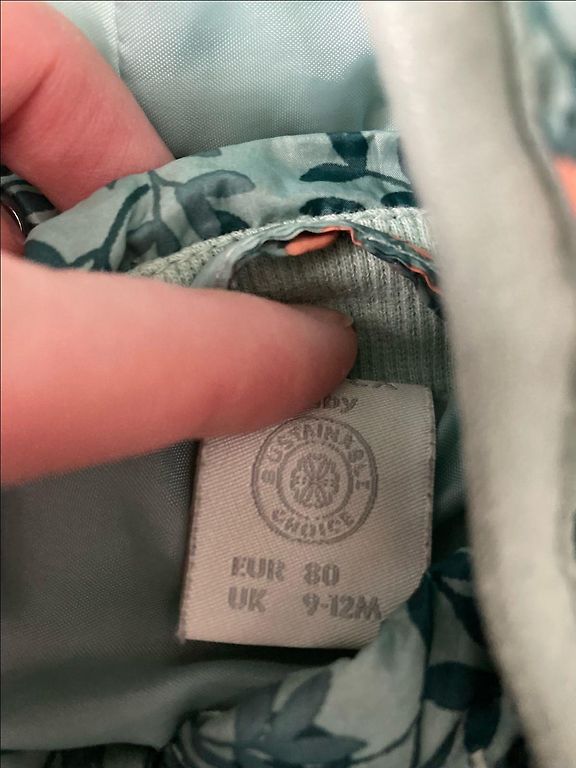 SUSTAINABLE
CHOICE
EUR 80
UK 9-12M